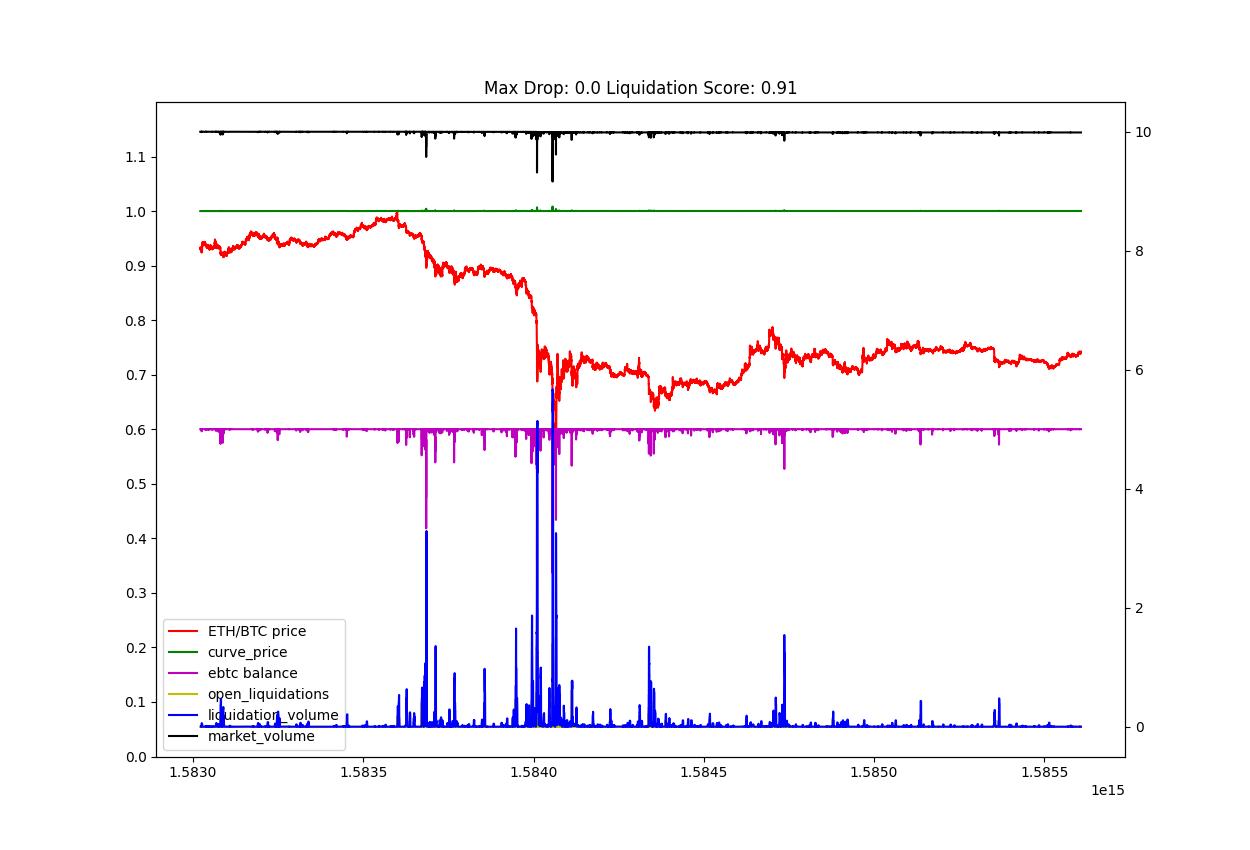 Max Drop: 0.0 Liquidation Score: 0.91
1.1
1.0
0.9
0.8
0.7
0.6
0.5
0.4
0.3
0.2
0.1
0.0
10
8
6
4
2
0
ETH/BTC price
curve_price
ebtc balance
open_liquidations
liquidation_volume
market_volume
1.5830 1.5835 1.5840 1.5845 1.5850 1.5855
1e15